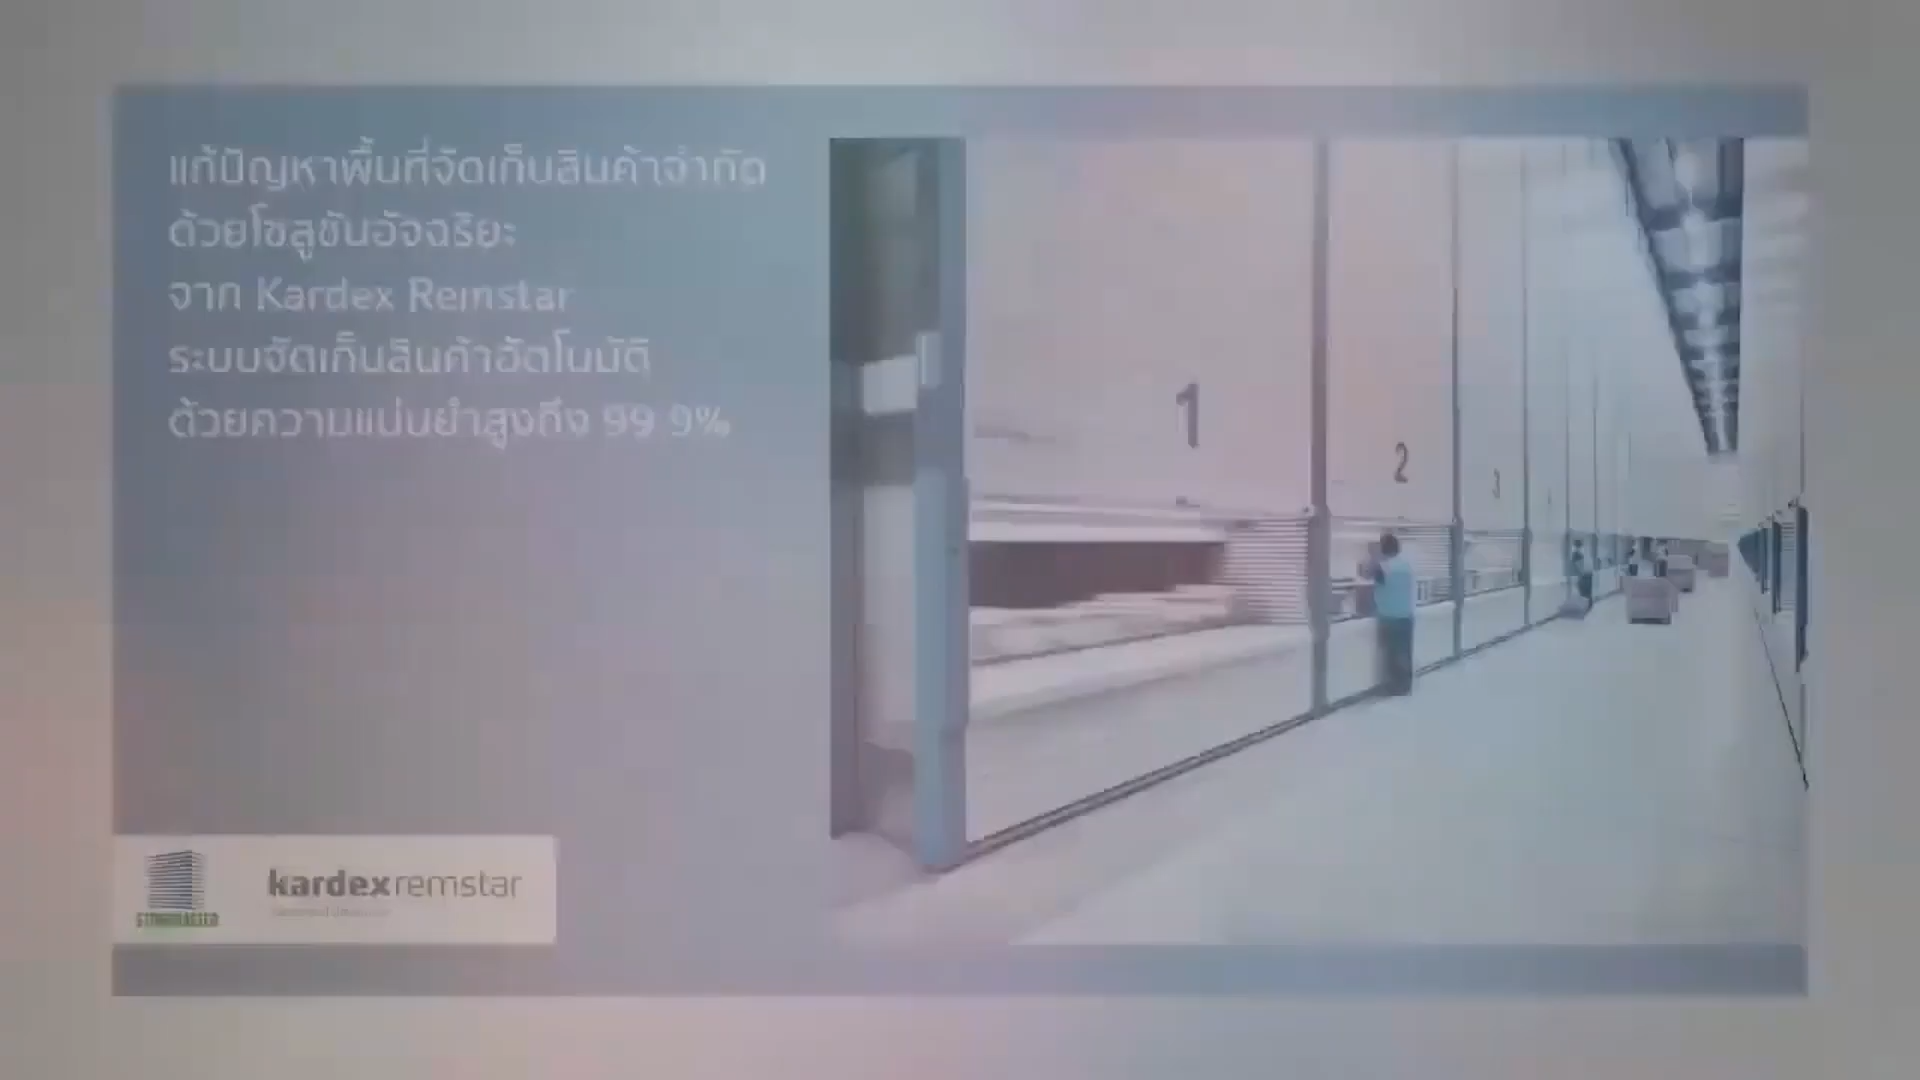 แก้ปัญหาพื้นที่จัดเก็บสินค้าจำกัด
ด้วยโซลูชันอัจฉริยะ
จาก Kardex Remstar
ระบบจัดเก็บสินค้าอัตโนมัติ
ด้วยความแม่นยำสูงถึง 99.9%
1
2
3
kardexremstar